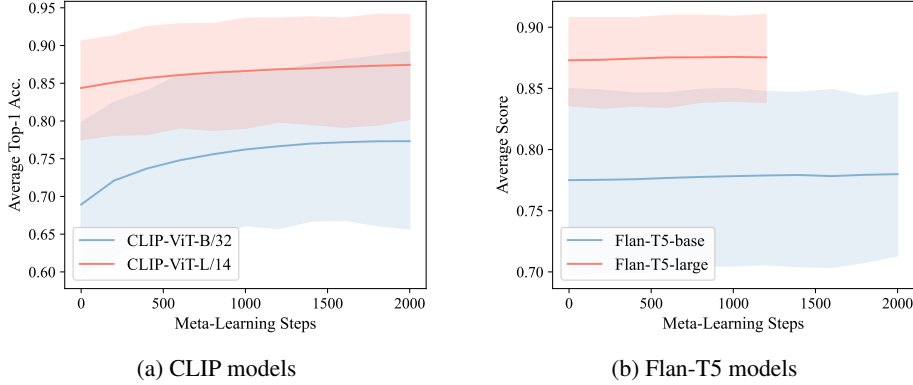 0.95
0.90
0.85
0.80
0.75
0.70
0.65
0.60
Average Top-1 Acc.
CLIP-ViT-B/32
CLIP-ViT-L/14
0 500 1000 1500 2000
Meta-Learning Steps
(a) CLIP models
0.90
0.85
0.80
0.75
0.70
Average Score
Flan-T5-base
Flan-T5-large
0 500 1000 1500 2000
Meta-Learning Steps
(b) Flan-T5 models